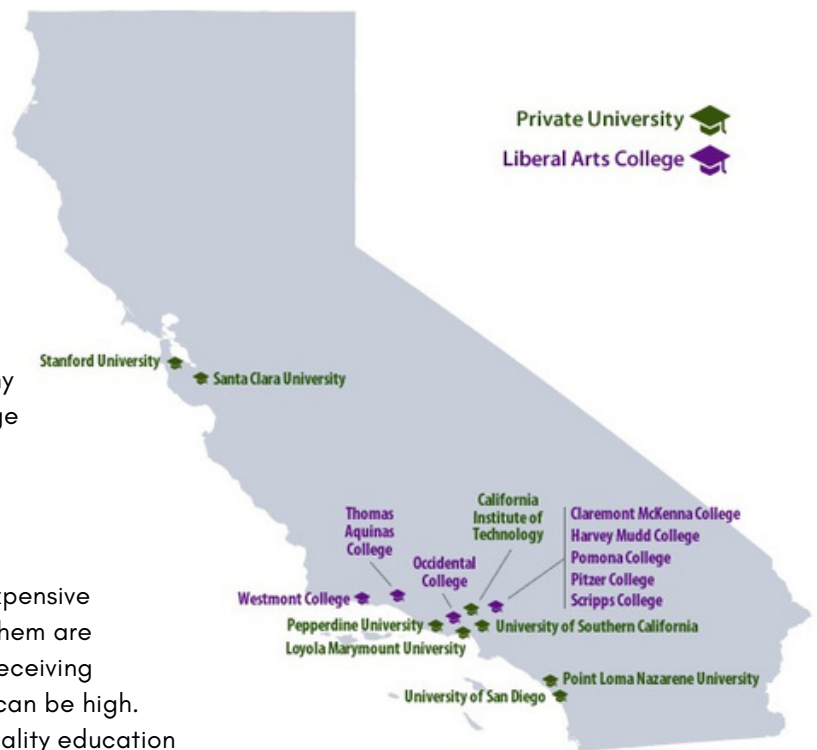 Private University
Liberal Arts College
Stanford University
Santa Clara University
ny
ge
California
Institute of
Technology
Thomas
Aquinas
College
Claremont McKenna College
Harvey Mudd College
Pomona College
Pitzer College
Scripps College
Occidental
College
Westmont College
xpensive
Pepperdine University
University of Southern California
them are
Loyola Marymount University
eceiving
Point Loma Nazarene University
University of San Diego
can be high.
ality education